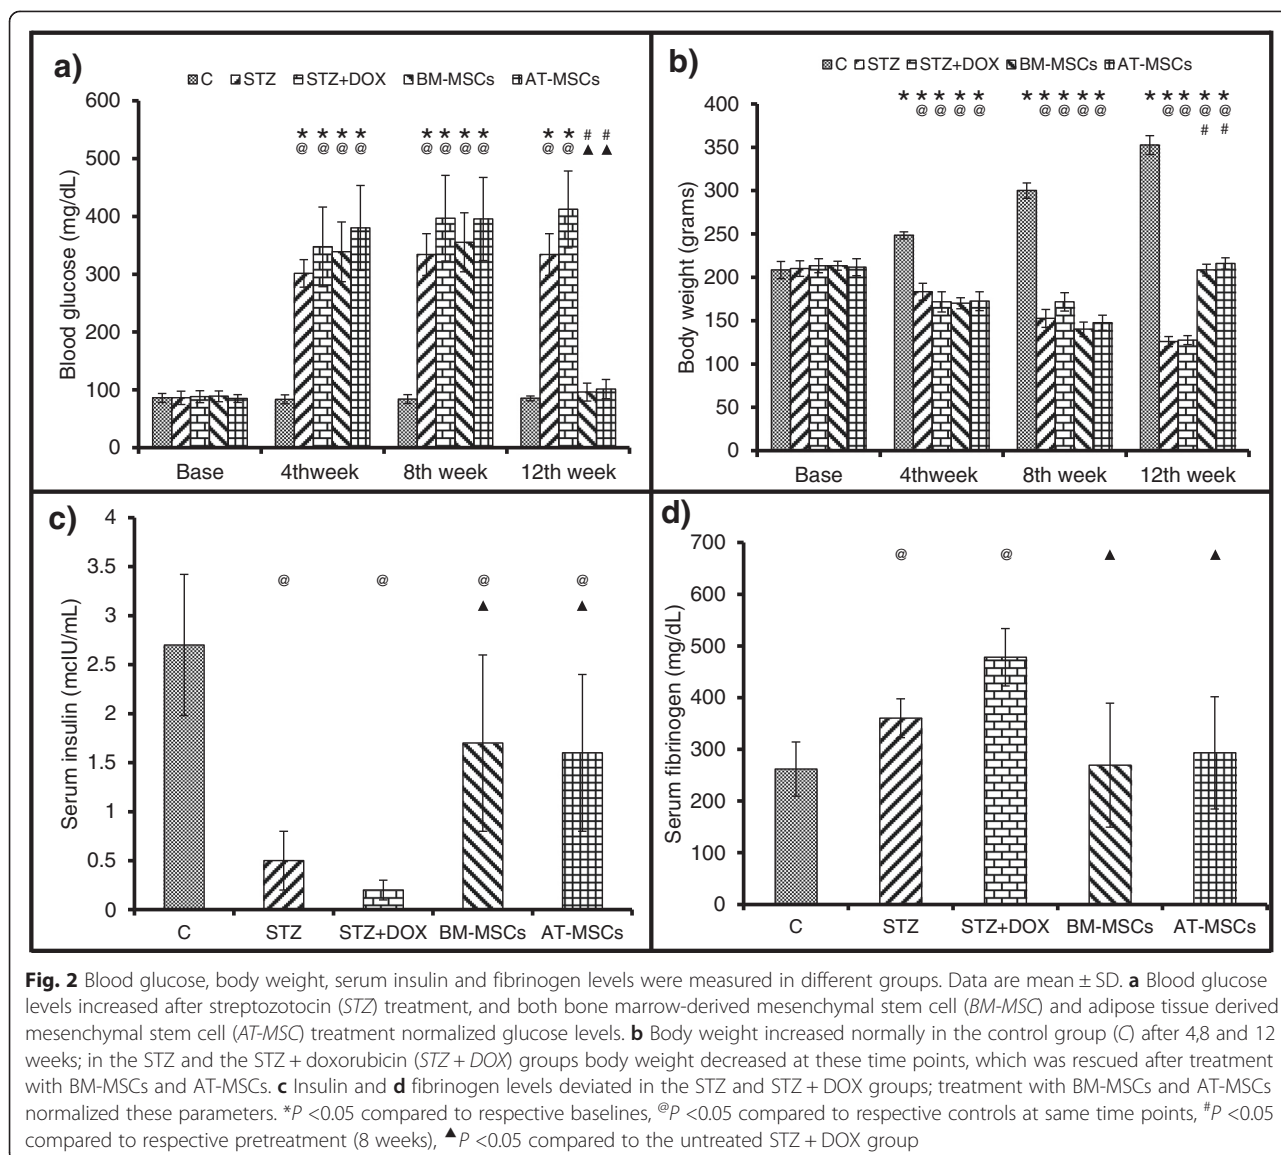 a)
C STZ STZ+DOX BM-MSCs AT-MSCs
Blood glucose (mg/dL)
600
500
400
300
200
100
0
* * * * * * * * * * # #
@ @ @ @ @ @ @ @ @ @ ▲ ▲
Base 4thweek 8th week 12th week
b)
C STZ STZ+DOX BM-MSCs AT-MSCs
Body weight (grams)
400
350
300
250
200
150
100
50
0
* * * * * * * * * * * * * * *
@ @ @ @ @ @ @ @ @ @ @ @
# #
Base 4thweek 8th week 12th week
c)
Serum insulin (mcIU/mL)
4
3.5
3
2.5
2
1.5
1
0.5
0
@ @ @ @
▲ ▲
C STZ STZ+DOX BM-MSCs AT-MSCs
d)
Serum fibrinogen (mg/dL)
700
600
500
400
300
200
100
0
@ @ ▲ ▲
C STZ STZ+DOX BM-MSCs AT-MSCs
Fig. 2 Blood glucose, body weight, serum insulin and fibrinogen levels were measured in different groups. Data are mean ± SD. a Blood glucose
levels increased after streptozotocin (STZ) treatment, and both bone marrow-derived mesenchymal stem cell (BM-MSC) and adipose tissue derived
mesenchymal stem cell (AT-MSC) treatment normalized glucose levels. b Body weight increased normally in the control group (C) after 4,8 and 12
weeks; in the STZ and the STZ + doxorubicin (STZ + DOX) groups body weight decreased at these time points, which was rescued after treatment
with BM-MSCs and AT-MSCs. c Insulin and d fibrinogen levels deviated in the STZ and STZ + DOX groups; treatment with BM-MSCs and AT-MSCs
normalized these parameters. *P <0.05 compared to respective baselines, @P <0.05 compared to respective controls at same time points, #P <0.05
compared to respective pretreatment (8 weeks), ▲P <0.05 compared to the untreated STZ + DOX group